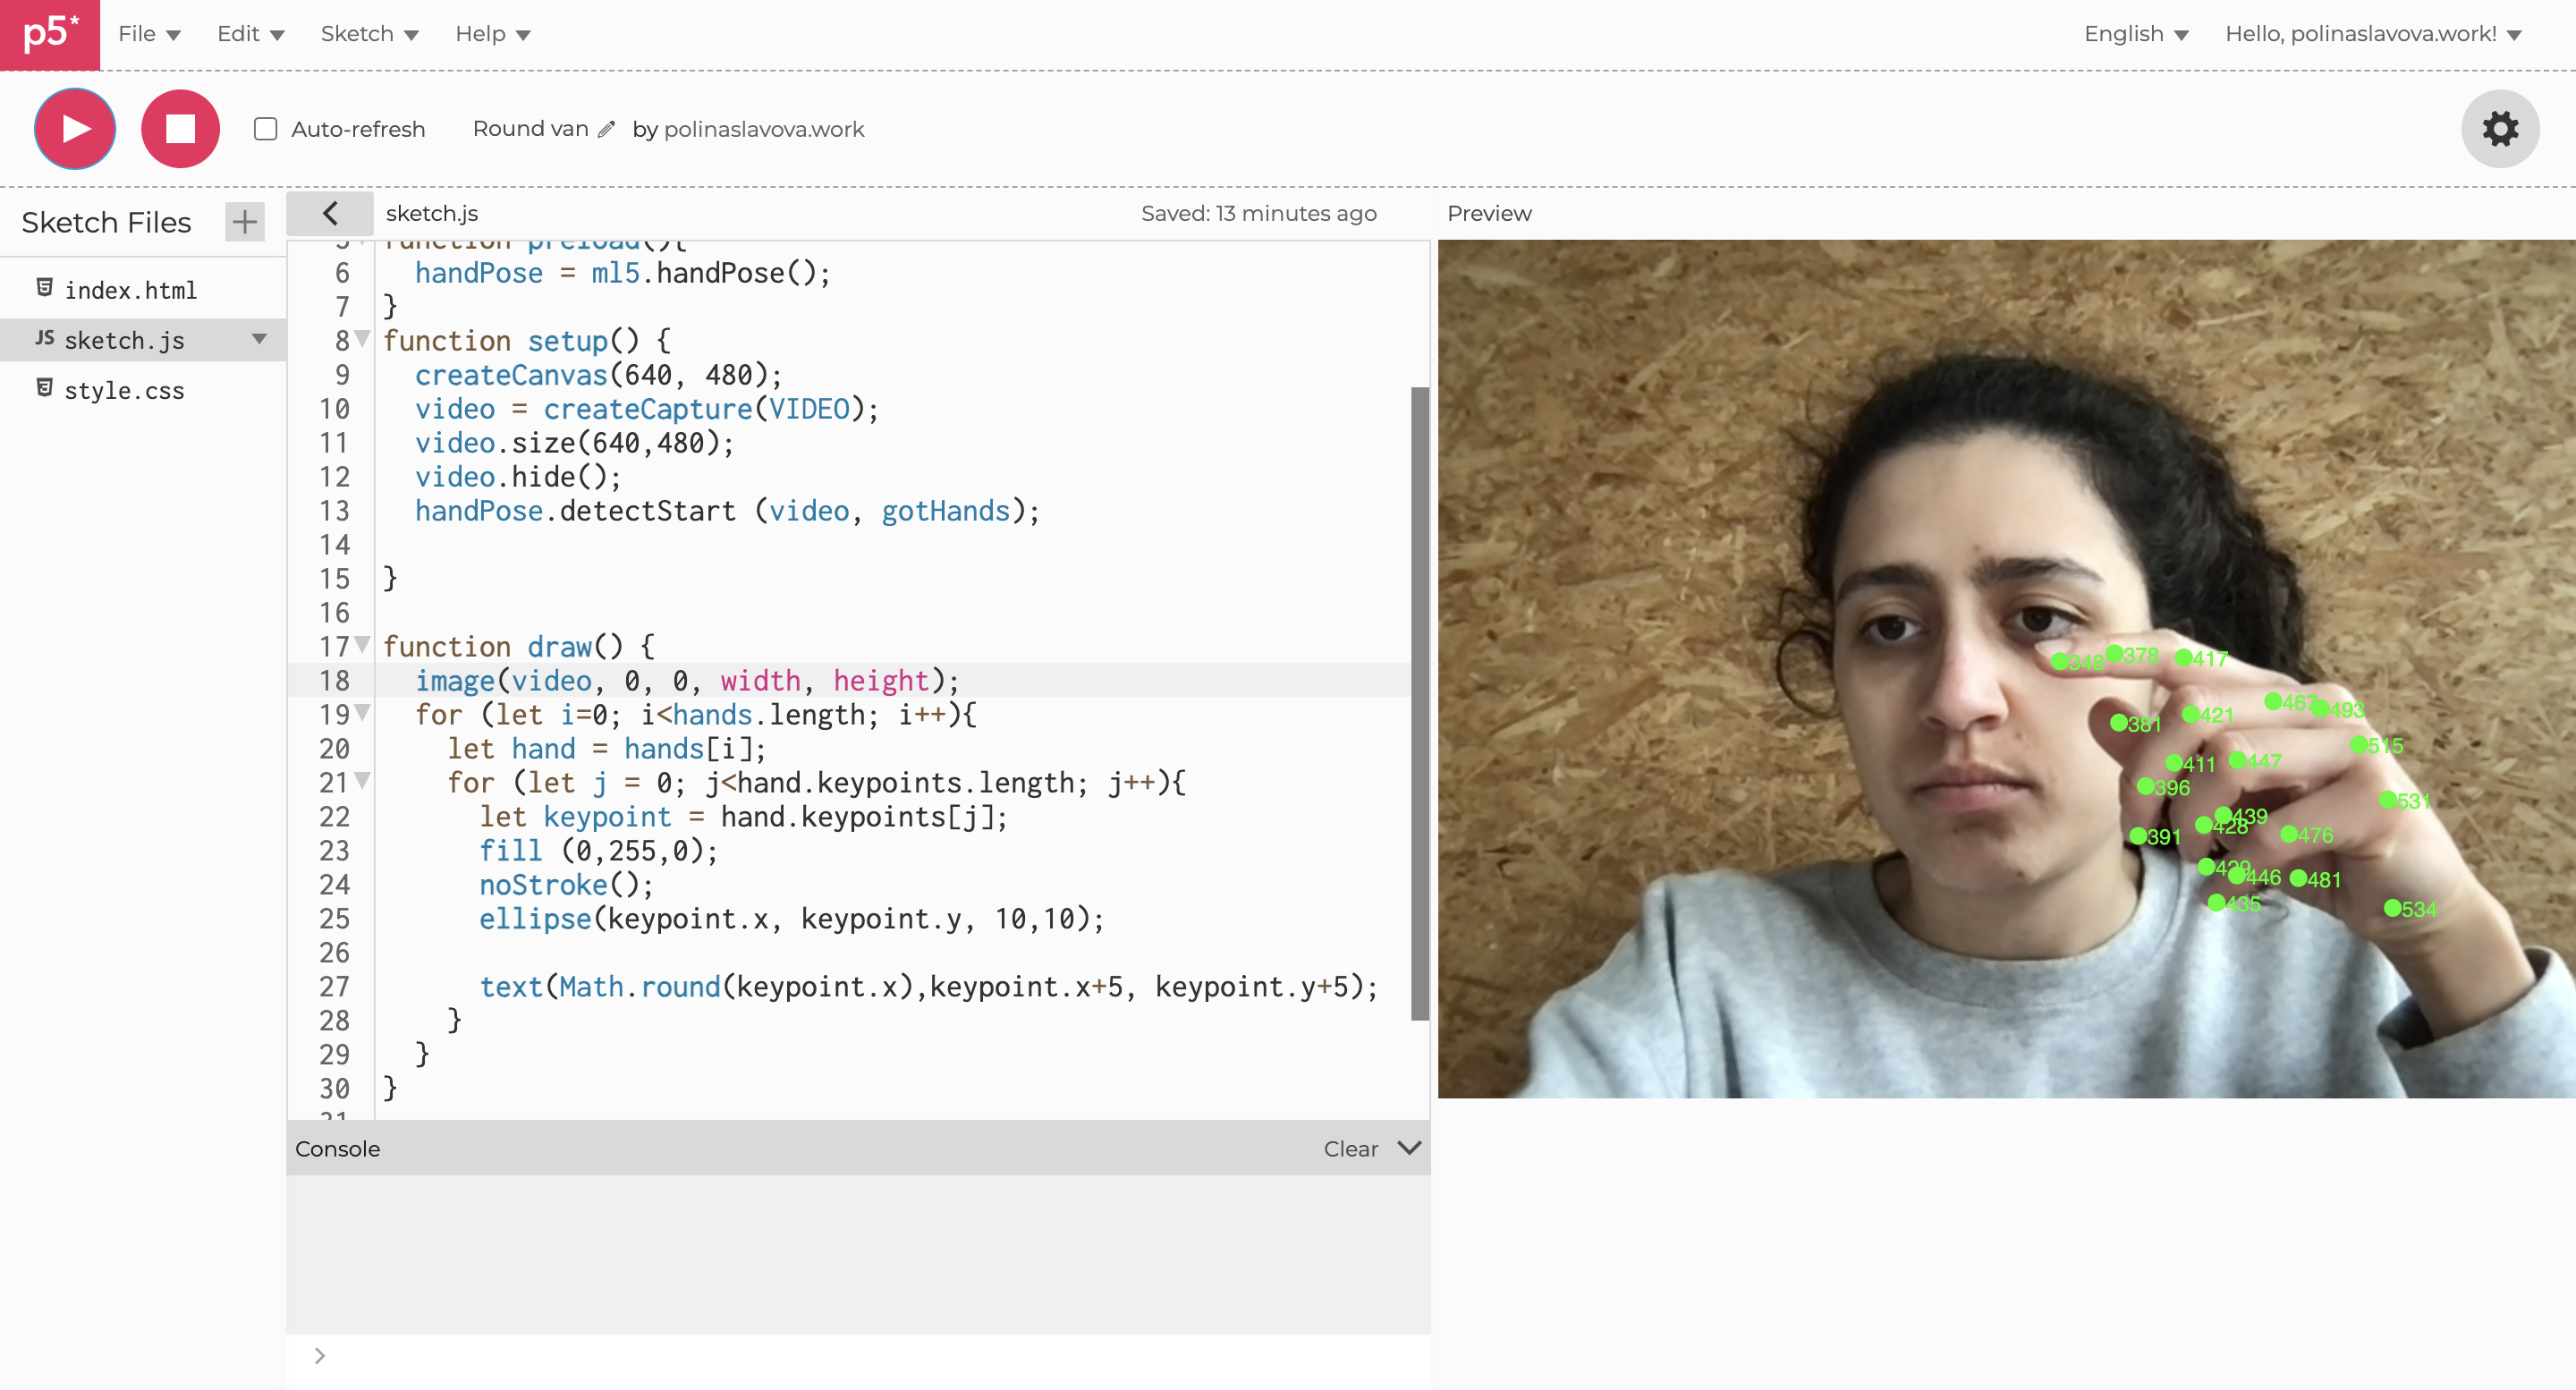 p5*
File Edit Sketch Help
English Hello, polinaslavova.work!
Auto-refresh Round van by polinaslavova.work
Sketch Files +
index.html
JS sketch.js
style.css
sketch.js Saved: 13 minutes ago
5 function preload(){
6 handPose = ml5.handPose();
7 }
8 function setup() {
9 createCanvas(640, 480);
10 video = createCapture(VIDEO);
11 video.size(640,480);
12 video.hide();
13 handPose.detectStart (video, gotHands);
14
15 }
16
17 function draw() {
18 image(video, 0, 0, width, height);
19 for (let i=0; i<hands.length; i++){
20 let hand = hands[i];
21 for (let j = 0; j<hand.keypoints.length; j++){
22 let keypoint = hand.keypoints[j];
23 fill (0,255,0);
24 noStroke();
25 ellipse(keypoint.x, keypoint.y, 10,10);
26
27 text(Math.round(keypoint.x),keypoint.x+5, keypoint.y+5);
28 }
29 }
30 }
31
Console Clear
>
Preview
348 378 417
467 493
381 421
515
411 447
396
531
439
428
391 476
429
446 481
435
534